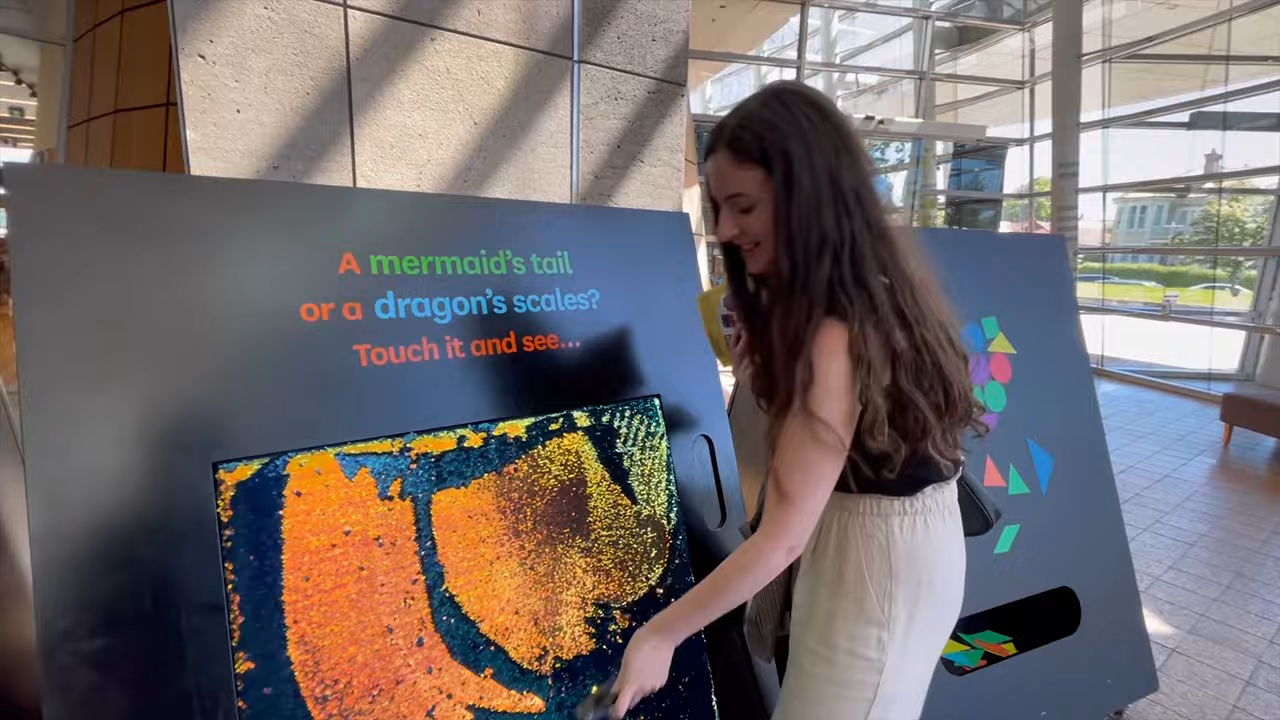 A mermaid's tail
or a dragon's scales?
Touch it and see...